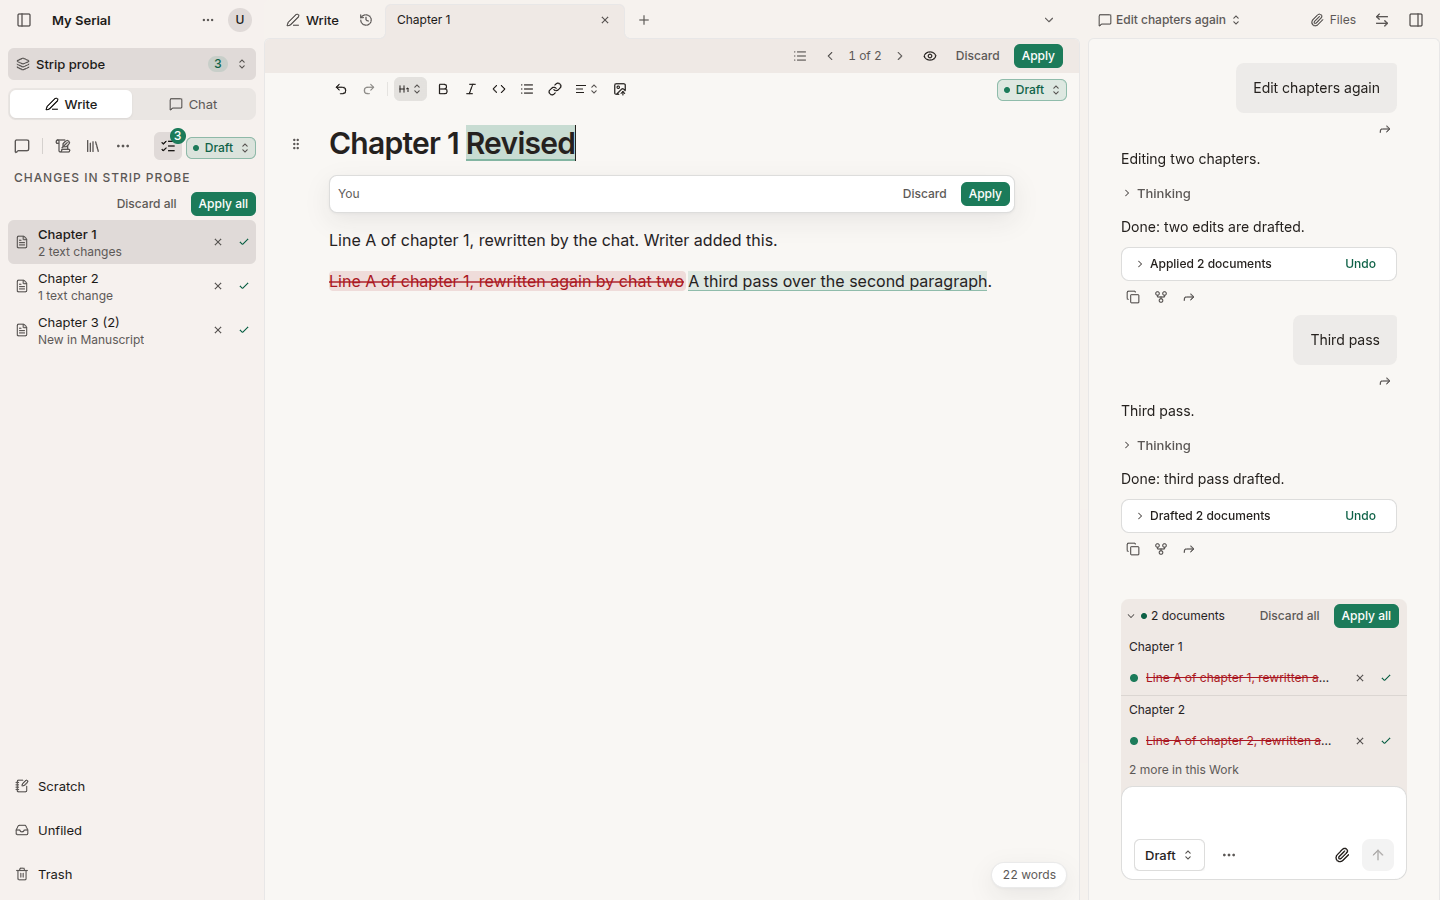 My Serial
U
Strip probe
3
Write
Chat
3
Draft
CHANGES IN STRIP PROBE
Discard all
Apply all
Chapter 1
2 text changes
Chapter 2
1 text change
Chapter 3 (2)
New in Manuscript
Scratch
Unfiled
Trash
Write
Chapter 1
1 of 2
Discard
Apply
H1
B
I
Draft
Chapter 1 Revised
You
Discard
Apply
Line A of chapter 1, rewritten by the chat. Writer added this.
Line A of chapter 1, rewritten again by chat two A third pass over the second paragraph.
22 words
Edit chapters again
Files
Edit chapters again
Editing two chapters.
Thinking
Done: two edits are drafted.
Applied 2 documents
Undo
Third pass
Third pass.
Thinking
Done: third pass drafted.
Drafted 2 documents
Undo
2 documents
Discard all
Apply all
Chapter 1
Line A of chapter 1, rewritten a...
Chapter 2
Line A of chapter 2, rewritten a...
2 more in this Work
Draft